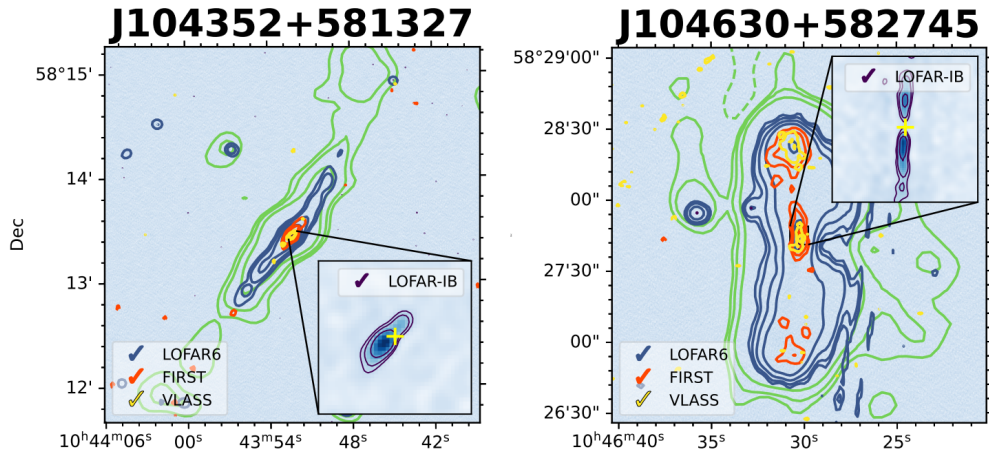 J104352+581327
J104630+582745
58°15'
14'
13'
12'
Dec
LOFAR-IB
✓ LOFAR6
✓ FIRST
✓ VLASS
10ʰ44ᵐ06ˢ 00ˢ 43ᵐ54ˢ 48ˢ 42ˢ
58°29'00"
28'30"
00"
27'30"
00"
26'30"
LOFAR-IB
✓ LOFAR6
✓ FIRST
✓ VLASS
10ʰ46ᵐ40ˢ 35ˢ 30ˢ 25ˢ